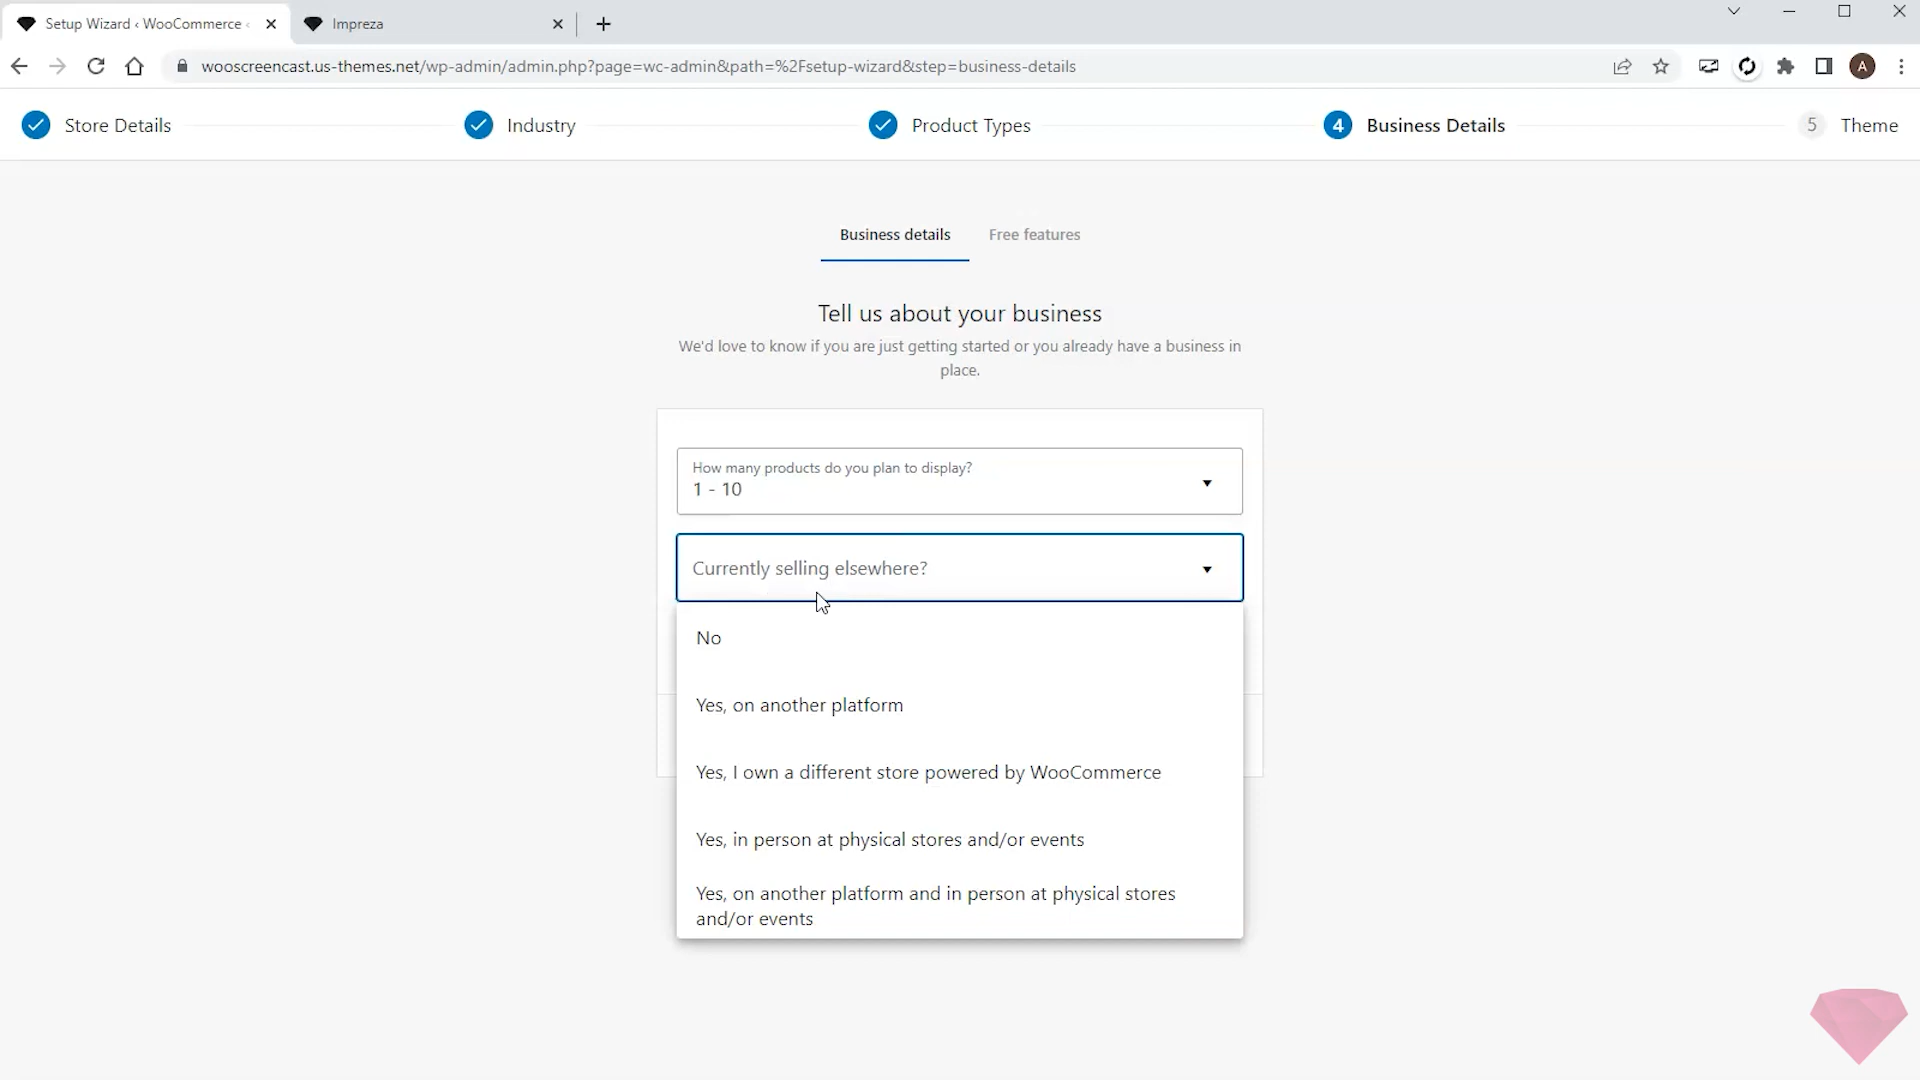 Setup Wizard ‹ WooCommerce ‹
Impreza
wooscreencast.us-themes.net/wp-admin/admin.php?page=wc-admin&path=%2Fsetup-wizard&step=business-details
A
Store Details
Industry
Product Types
4 Business Details
5 Theme
Business details
Free features
Tell us about your business
We'd love to know if you are just getting started or you already have a business in
place.
How many products do you plan to display?
1 - 10
Currently selling elsewhere?
No
Yes, on another platform
Yes, I own a different store powered by WooCommerce
Yes, in person at physical stores and/or events
Yes, on another platform and in person at physical stores
and/or events